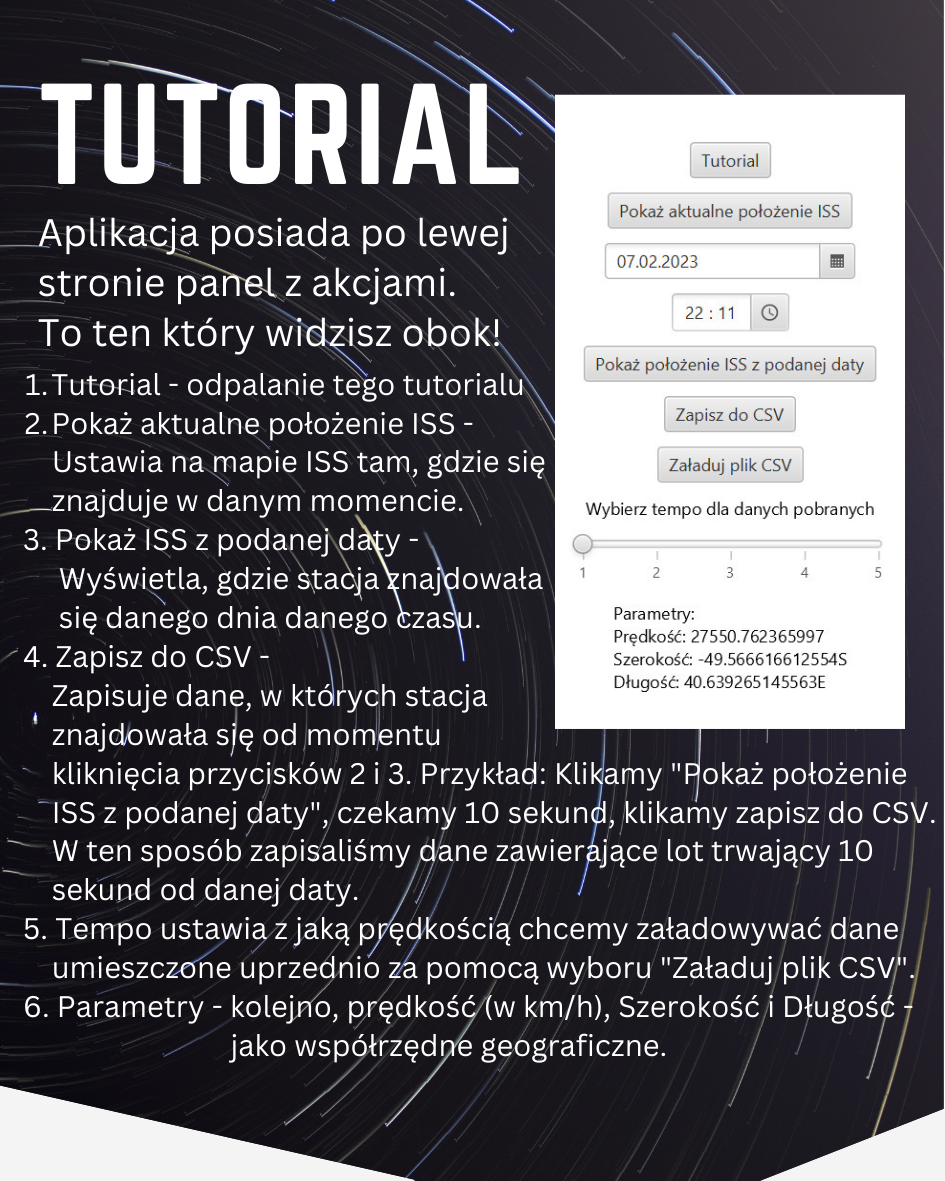 TUTORIAL
Aplikacja posiada po lewej
stronie panel z akcjami.
To ten który widzisz obok!
1. Tutorial - odpalanie tego tutorialu
2. Pokaż aktualne położenie ISS -
Ustawia na mapie ISS tam, gdzie się
znajduje w danym momencie.
3. Pokaż ISS z podanej daty -
Wyświetla, gdzie stacja znajdowała
się danego dnia danego czasu.
4. Zapisz do CSV -
Zapisuje dane, w których stacja
znajdowała się od momentu
kliknięcia przycisków 2 i 3. Przykład: Klikamy "Pokaż położenie
ISS z podanej daty", czekamy 10 sekund, klikamy zapisz do CSV.
W ten sposób zapisaliśmy dane zawierające lot trwający 10
sekund od danej daty.
5. Tempo ustawia z jaką prędkością chcemy załadowywać dane
umieszczone uprzednio za pomocą wyboru "Załaduj plik CSV".
6. Parametry - kolejno, prędkość (w km/h), Szerokość i Długość -
jako współrzędne geograficzne.
Tutorial
Pokaż aktualne położenie ISS
07.02.2023
22 : 11
Pokaż położenie ISS z podanej daty
Zapisz do CSV
Załaduj plik CSV
Wybierz tempo dla danych pobranych
1 2 3 4 5
Parametry:
Prędkość: 27550.762365997
Szerokość: -49.566616612554S
Długość: 40.639265145563E